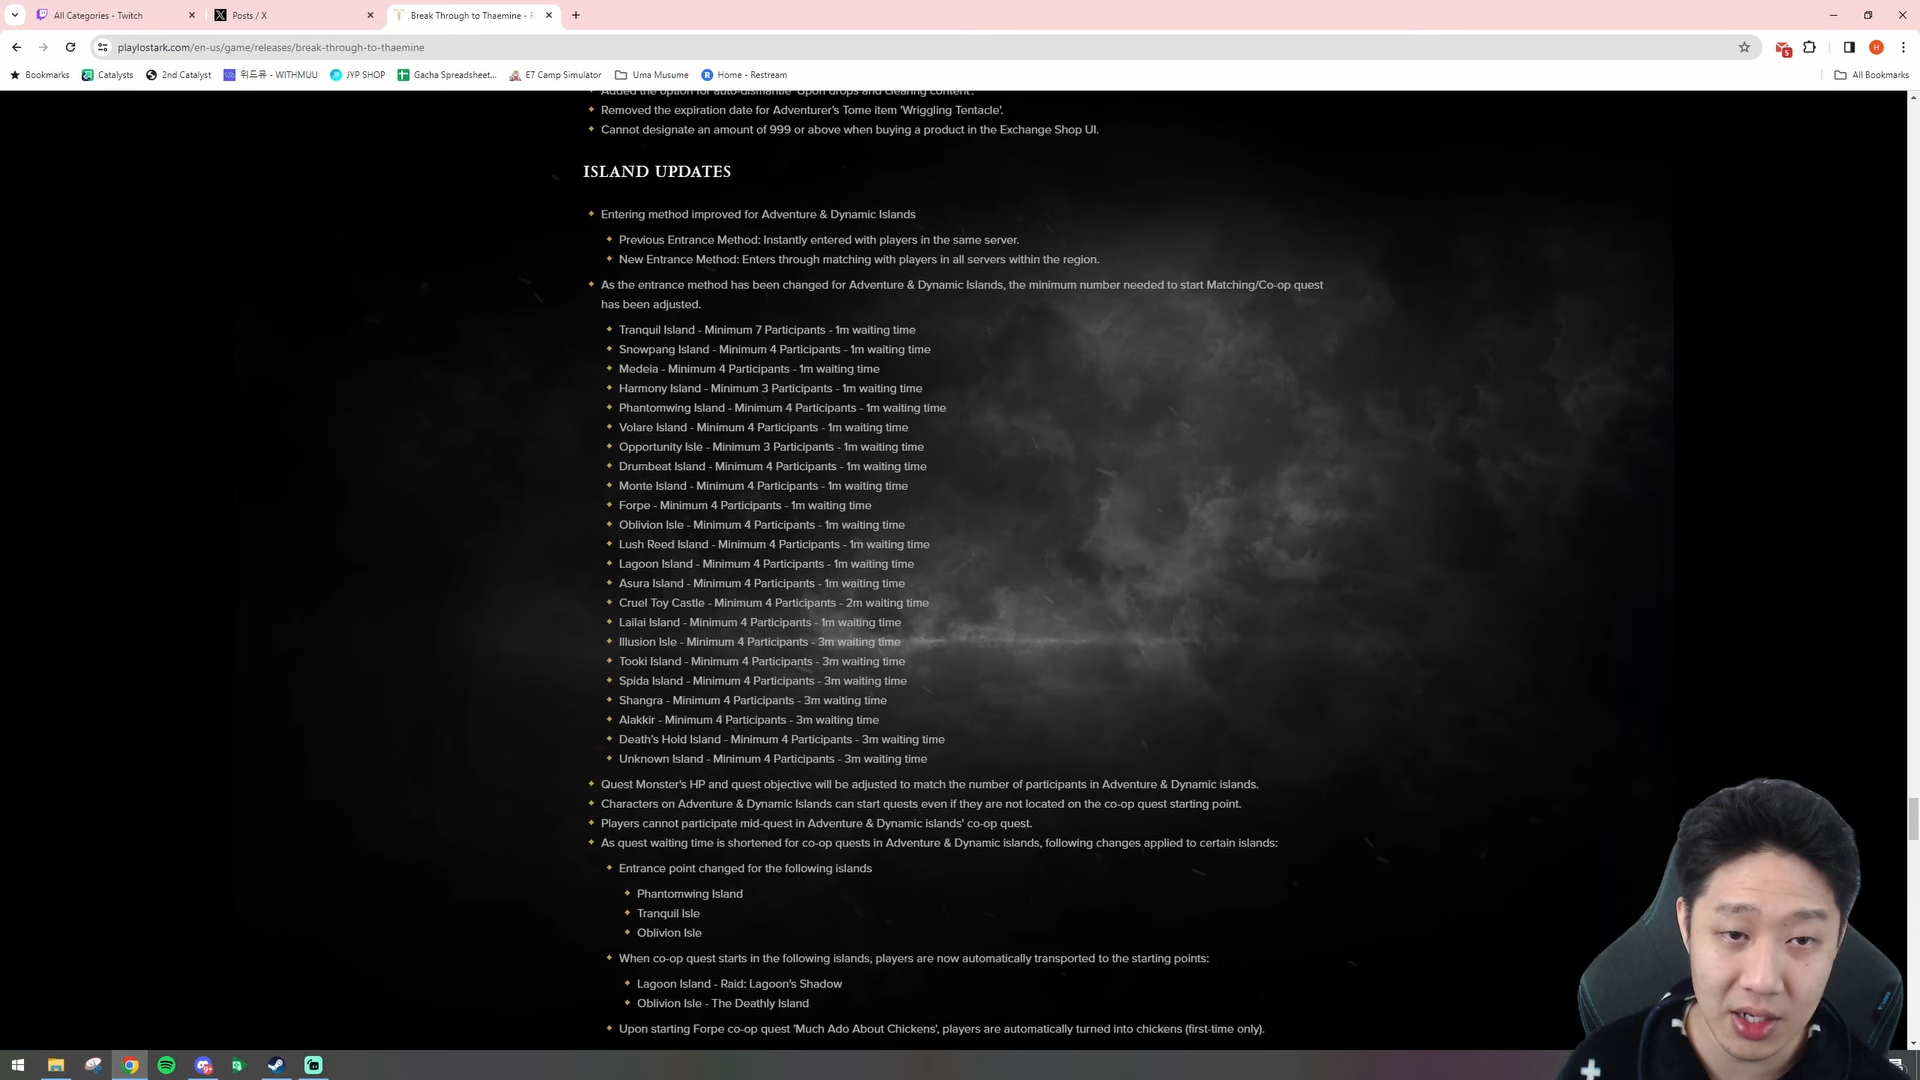 All Categories - Twitch
Posts / X
Break Through to Thaemine - R
playlostark.com/en-us/game/releases/break-through-to-thaemine
Bookmarks
Catalysts
2nd Catalyst
위드뮤 - WITHMUU
JYP SHOP
Gacha Spreadsheet...
E7 Camp Simulator
Uma Musume
Home - Restream
All Bookmarks
Added the option for auto-dismantle 'Upon drops and clearing content'.
Removed the expiration date for Adventurer's Tome item 'Wriggling Tentacle'.
Cannot designate an amount of 999 or above when buying a product in the Exchange Shop UI.
ISLAND UPDATES
Entering method improved for Adventure & Dynamic Islands
Previous Entrance Method: Instantly entered with players in the same server.
New Entrance Method: Enters through matching with players in all servers within the region.
As the entrance method has been changed for Adventure & Dynamic Islands, the minimum number needed to start Matching/Co-op quest
has been adjusted.
Tranquil Island - Minimum 7 Participants - 1m waiting time
Snowpang Island - Minimum 4 Participants - 1m waiting time
Medeia - Minimum 4 Participants - 1m waiting time
Harmony Island - Minimum 3 Participants - 1m waiting time
Phantomwing Island - Minimum 4 Participants - 1m waiting time
Volare Island - Minimum 4 Participants - 1m waiting time
Opportunity Isle - Minimum 3 Participants - 1m waiting time
Drumbeat Island - Minimum 4 Participants - 1m waiting time
Monte Island - Minimum 4 Participants - 1m waiting time
Forpe - Minimum 4 Participants - 1m waiting time
Oblivion Isle - Minimum 4 Participants - 1m waiting time
Lush Reed Island - Minimum 4 Participants - 1m waiting time
Lagoon Island - Minimum 4 Participants - 1m waiting time
Asura Island - Minimum 4 Participants - 1m waiting time
Cruel Toy Castle - Minimum 4 Participants - 2m waiting time
Lailai Island - Minimum 4 Participants - 1m waiting time
Illusion Isle - Minimum 4 Participants - 3m waiting time
Tooki Island - Minimum 4 Participants - 3m waiting time
Spida Island - Minimum 4 Participants - 3m waiting time
Shangra - Minimum 4 Participants - 3m waiting time
Alakkir - Minimum 4 Participants - 3m waiting time
Death's Hold Island - Minimum 4 Participants - 3m waiting time
Unknown Island - Minimum 4 Participants - 3m waiting time
Quest Monster's HP and quest objective will be adjusted to match the number of participants in Adventure & Dynamic islands.
Characters on Adventure & Dynamic Islands can start quests even if they are not located on the co-op quest starting point.
Players cannot participate mid-quest in Adventure & Dynamic islands' co-op quest.
As quest waiting time is shortened for co-op quests in Adventure & Dynamic islands, following changes applied to certain islands:
Entrance point changed for the following islands
Phantomwing Island
Tranquil Isle
Oblivion Isle
When co-op quest starts in the following islands, players are now automatically transported to the starting points:
Lagoon Island - Raid: Lagoon's Shadow
Oblivion Isle - The Deathly Island
Upon starting Forpe co-op quest 'Much Ado About Chickens', players are automatically turned into chickens (first-time only).